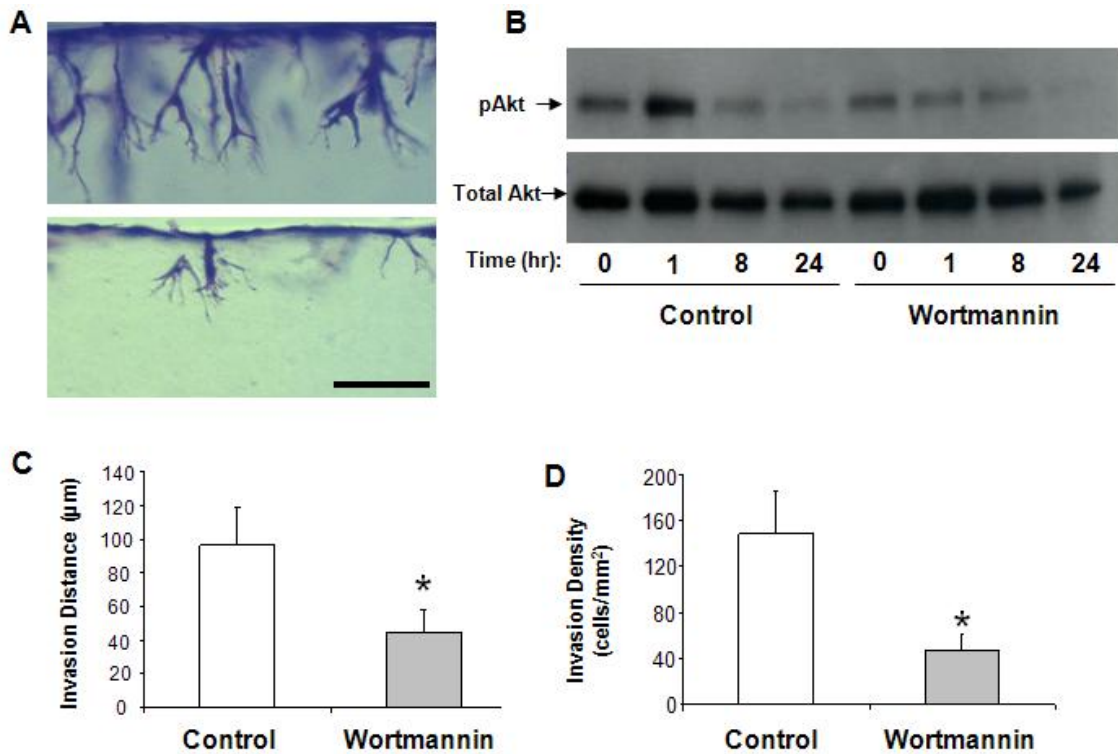 A
B
pAkt
Total Akt
Time (hr): 0 1 8 24 0 1 8 24
Control Wortmannin
C
Invasion Distance (µm)
140
120
100
80
60
40
20
0
*
Control Wortmannin
D
Invasion Density
(cells/mm²)
200
160
120
80
40
0
*
Control Wortmannin